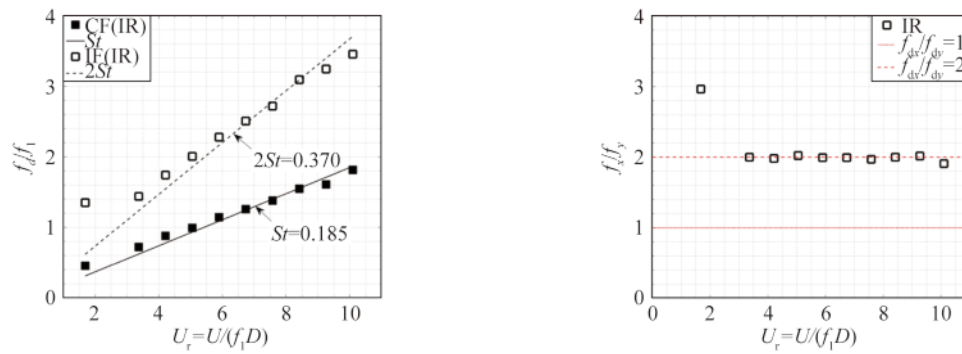 4
3
2
1
0
f_d/f_1
CF(IR)
St
IF(IR)
2St
2St=0.370
St=0.185
2 4 6 8 10
U_r=U/(f_1D)
4
3
2
1
0
f_x/f_y
IR
f_dx/f_dy=1
f_dx/f_dy=2
0 2 4 6 8 10
U_r=U/(f_1D)